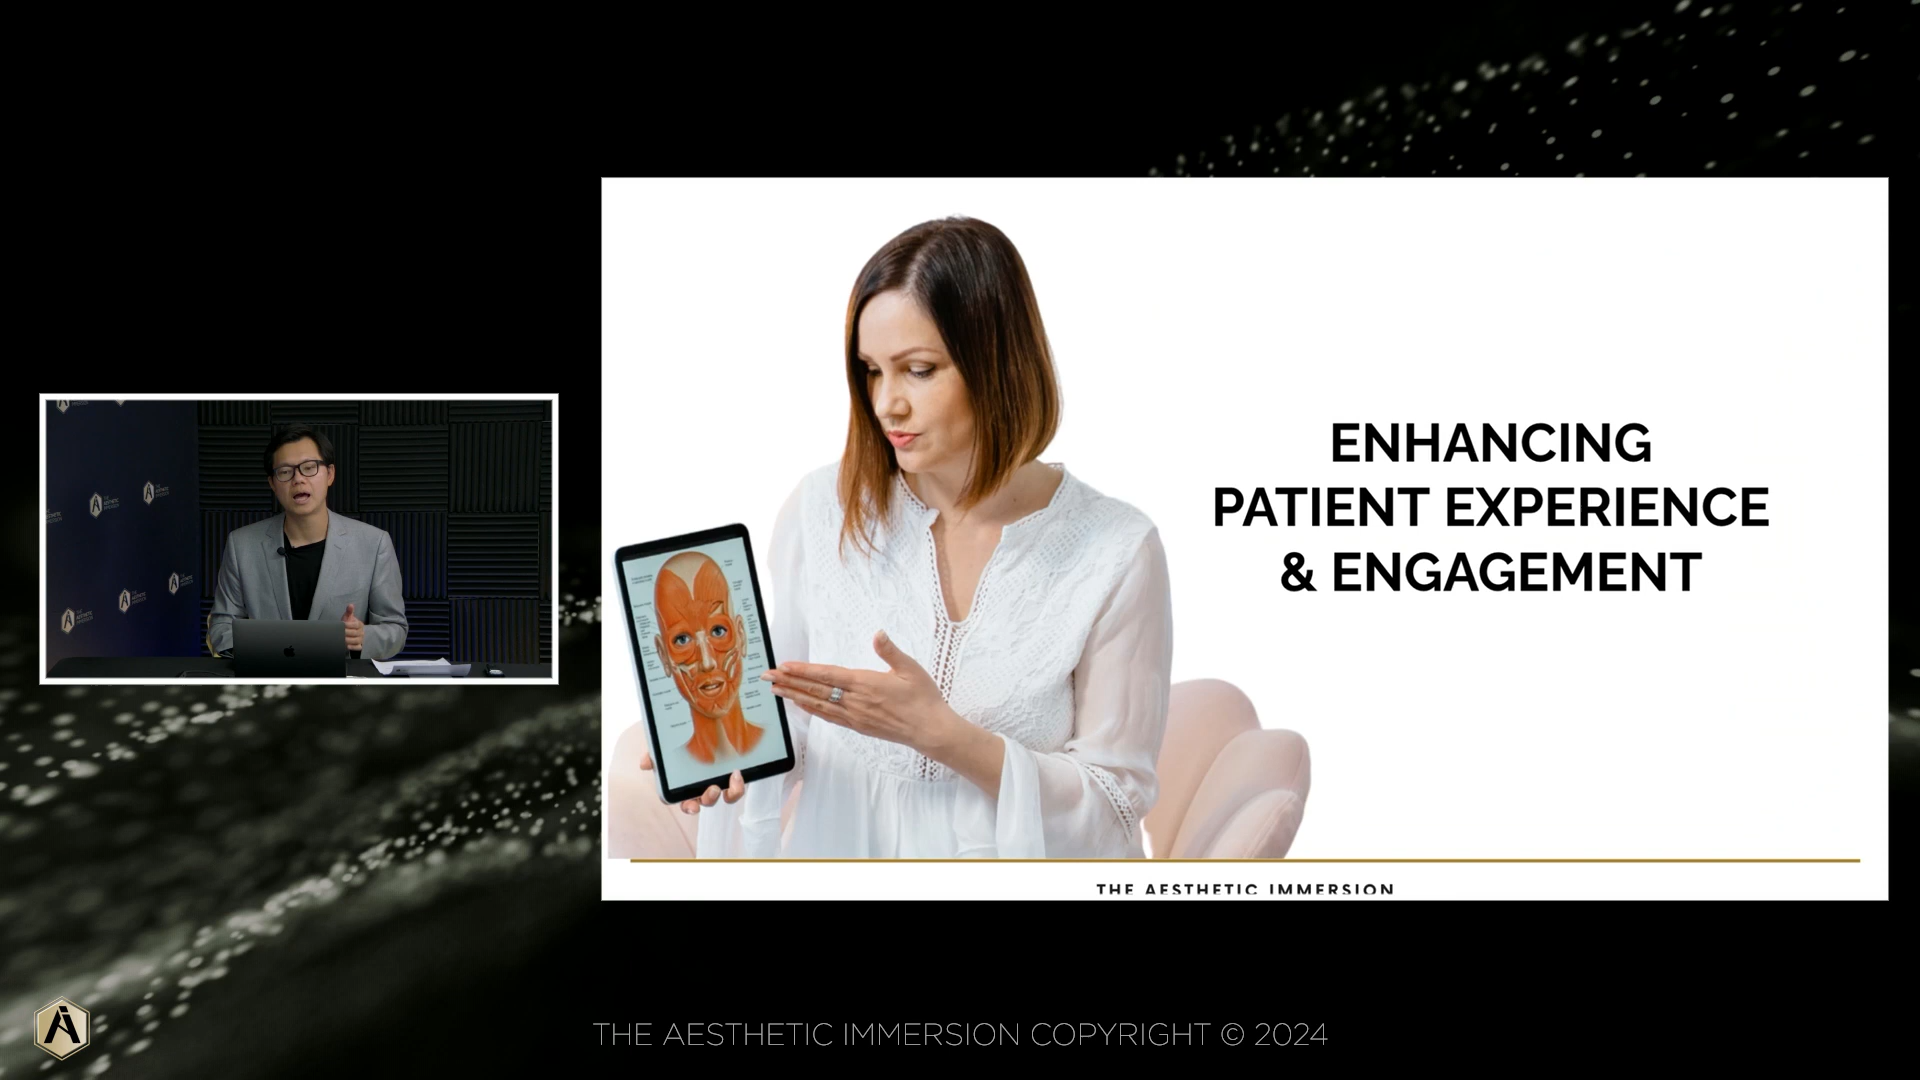 ENHANCING
PATIENT EXPERIENCE
& ENGAGEMENT
THE AESTHETIC IMMERSION
THE AESTHETIC IMMERSION COPYRIGHT © 2024